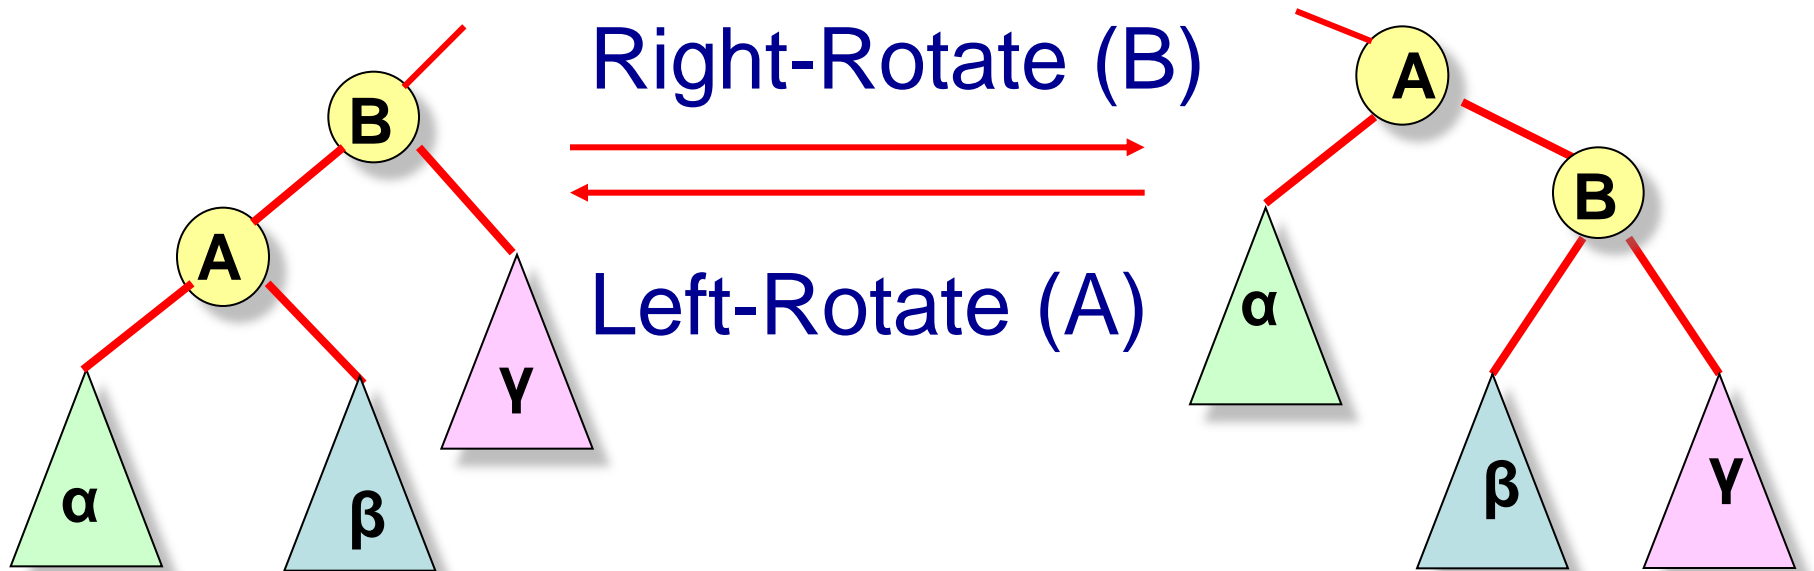 B
A
α
β
γ
Right-Rotate (B)
Left-Rotate (A)
A
B
α
β
γ